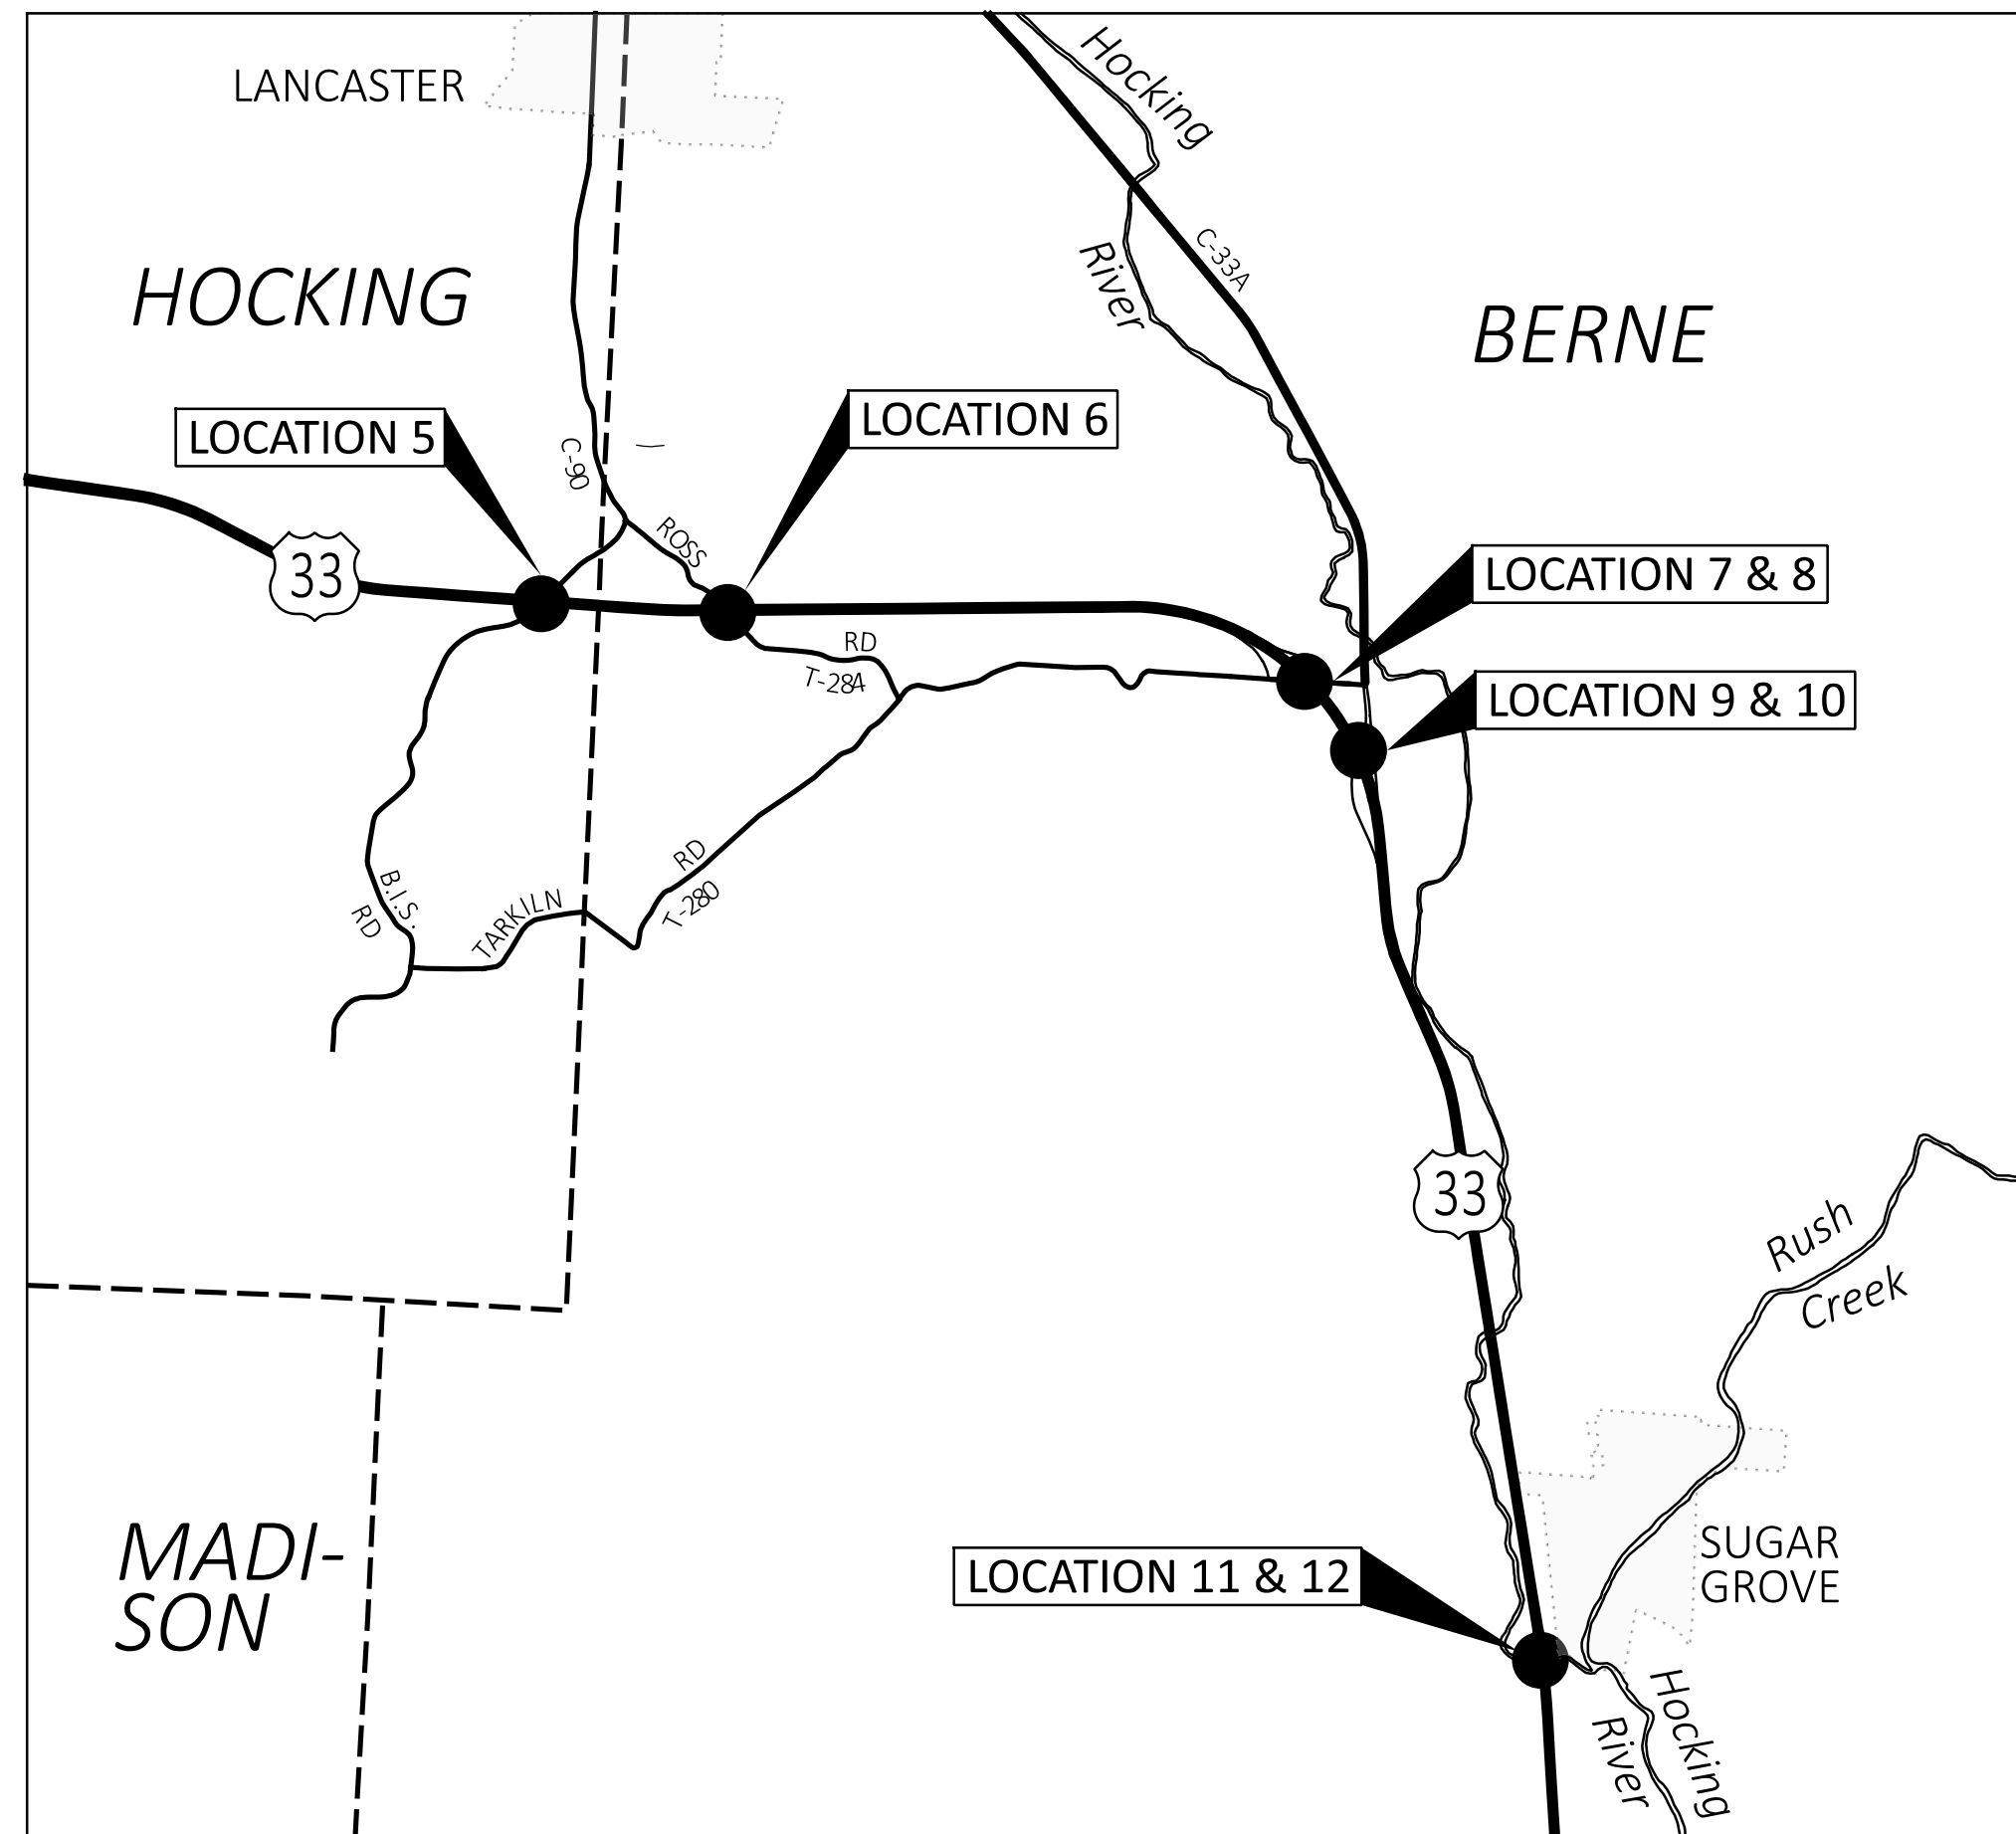 LANCASTER
Hocking
River
C-33A
HOCKING
BERNE
LOCATION 5
LOCATION 6
C-90
ROSS
33
LOCATION 7 & 8
RD
T-284
LOCATION 9 & 10
RD
T-280
B.I.S.
RD
TARKILN
33
Rush
Creek
MADI-
SON
LOCATION 11 & 12
SUGAR
GROVE
Hocking
River